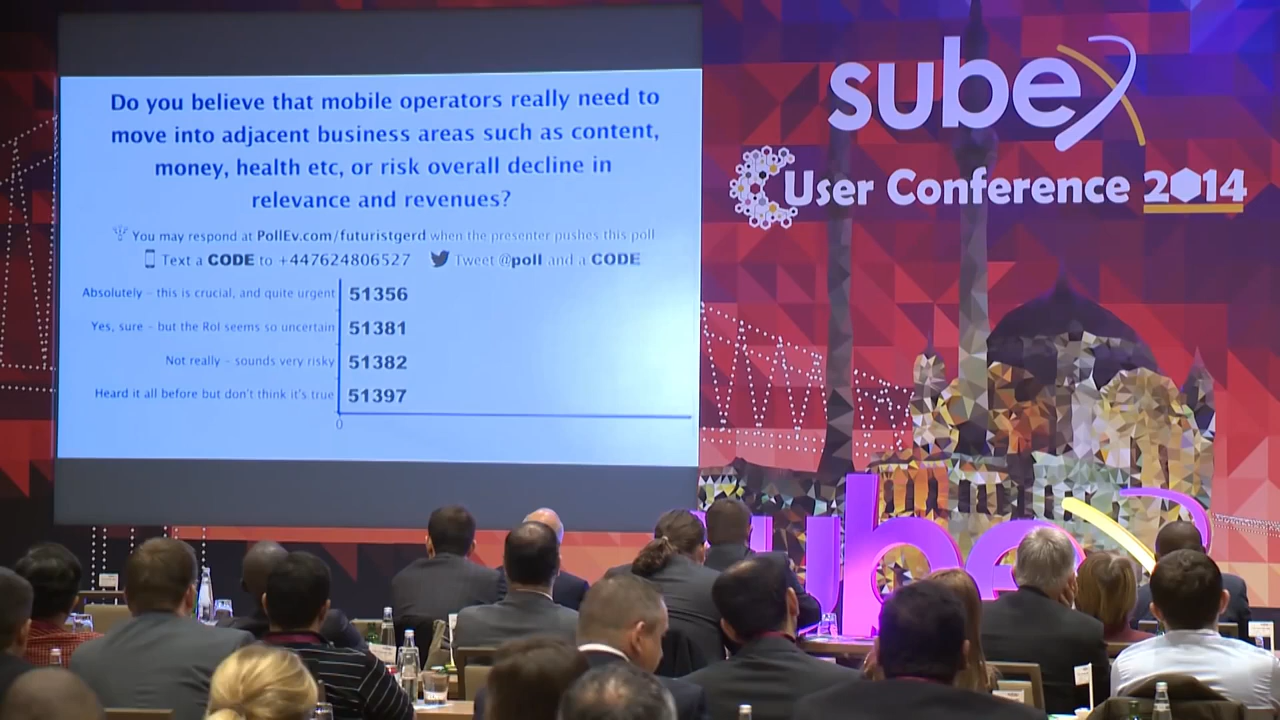 Do you believe that mobile operators really need to
move into adjacent business areas such as content,
money, health etc, or risk overall decline in
relevance and revenues?
You may respond at PollEv.com/futuristgerd when the presenter pushes this poll
Text a CODE to +447624806527 Tweet @poll and a CODE
Absolutely - this is crucial, and quite urgent 51356
Yes, sure - but the RoI seems so uncertain 51381
Not really - sounds very risky 51382
Heard it all before but don't think it's true 51397
0
subex
User Conference 2014
ube